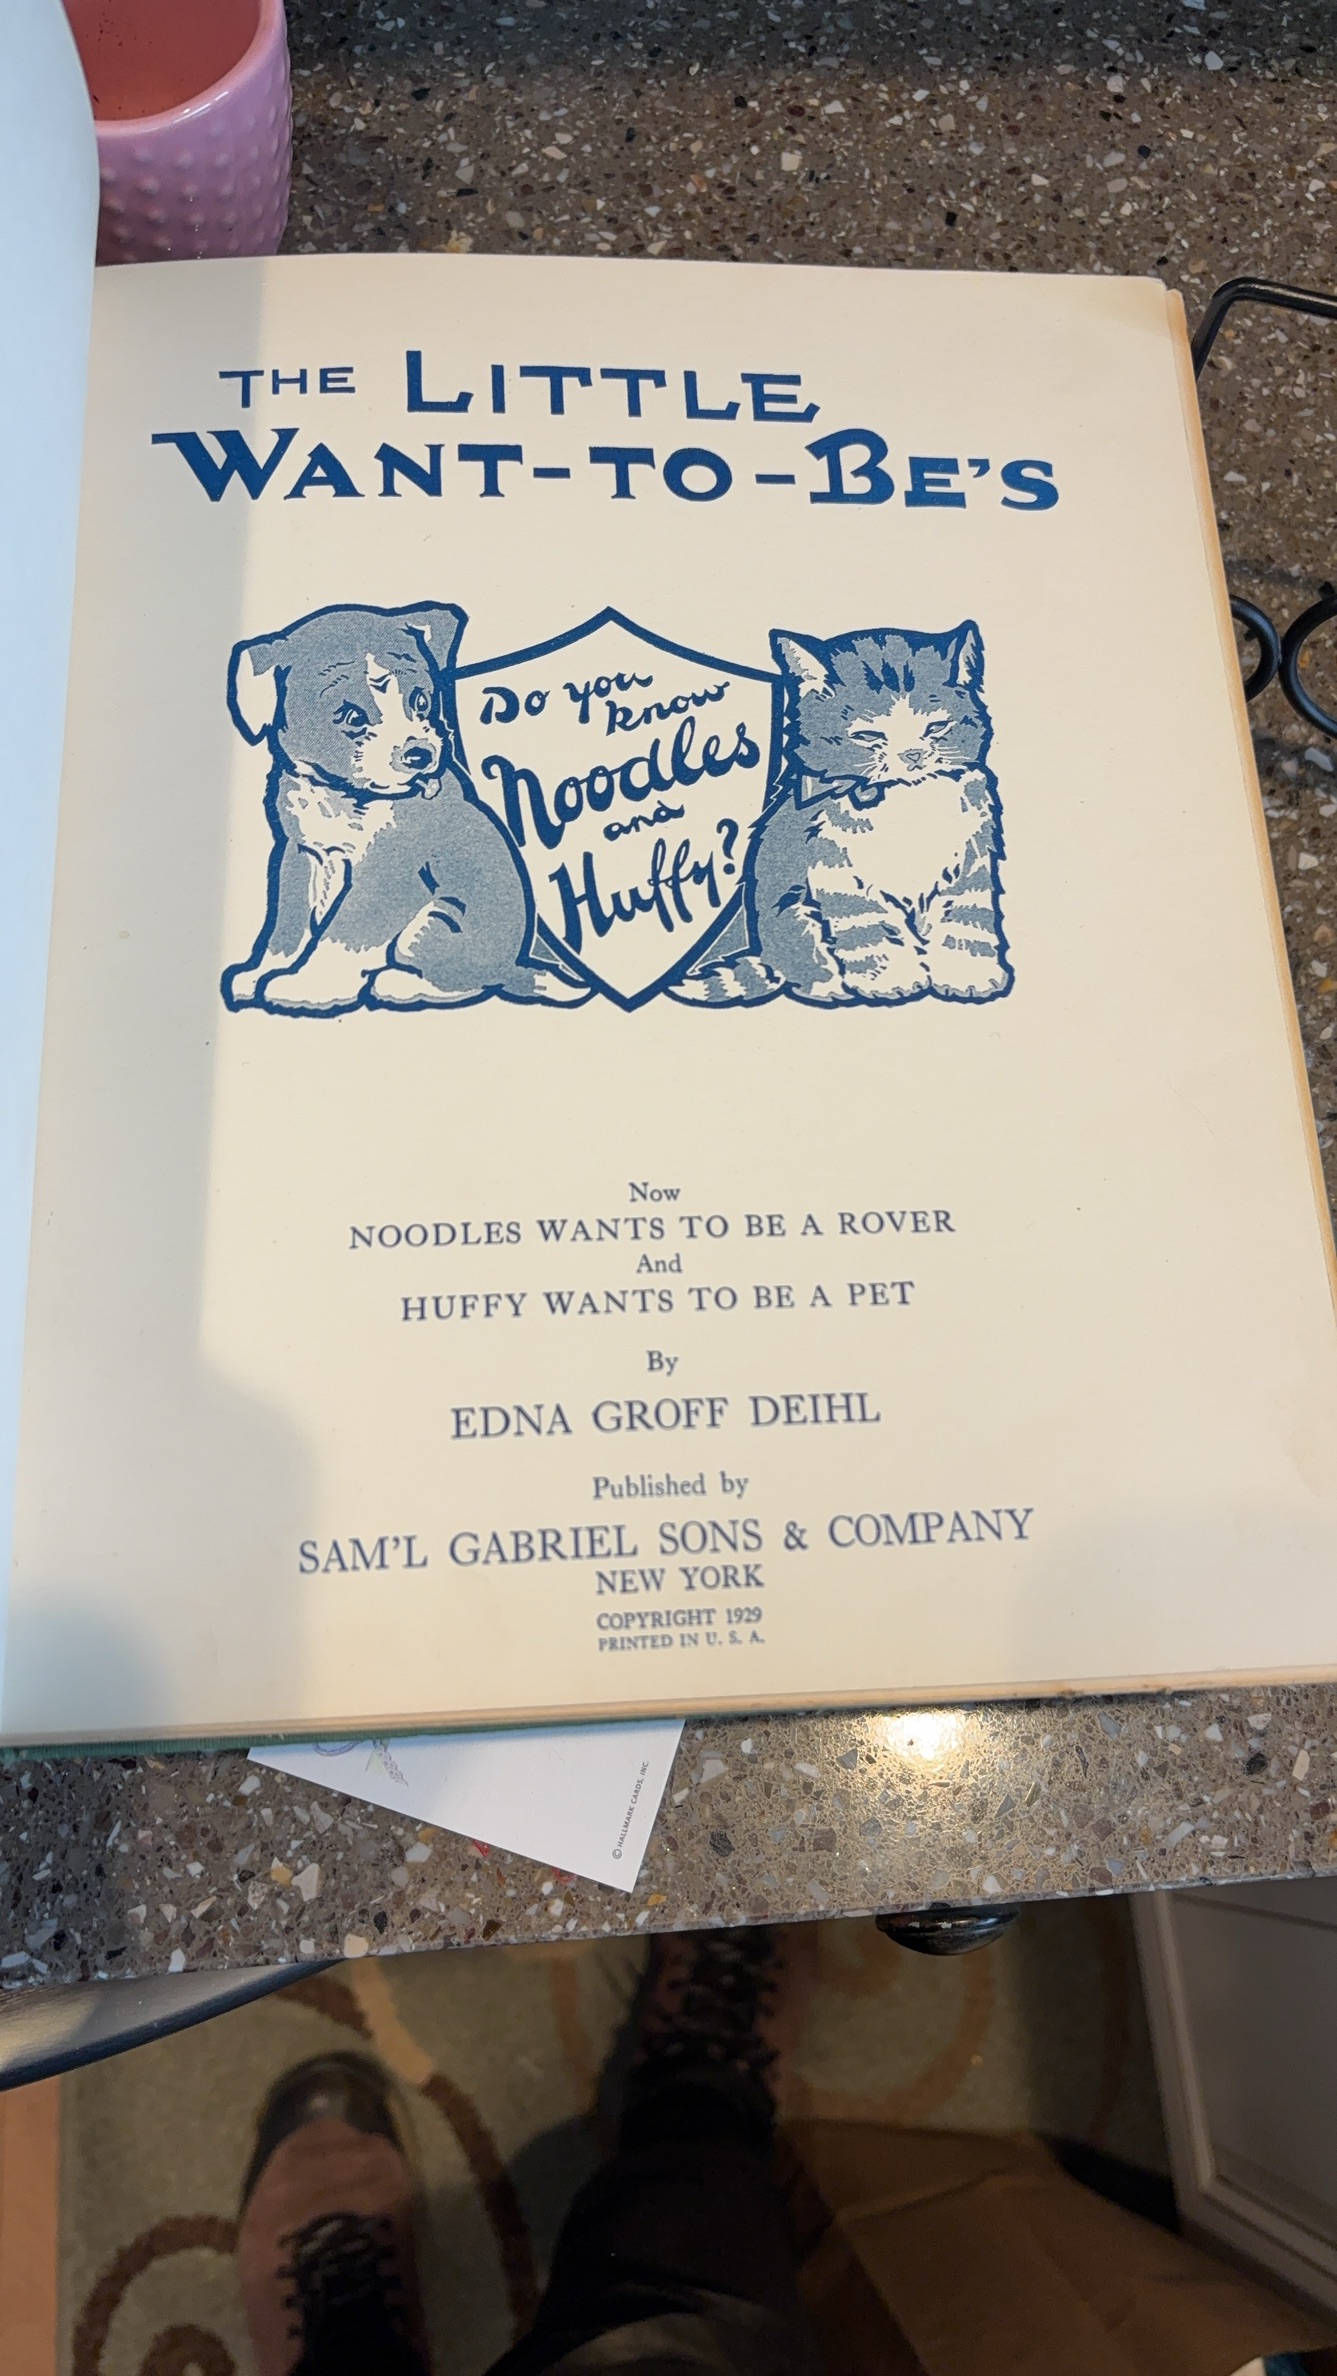 THE LITTLE
WANT-TO-BE'S
Do you
know
Noodles
and
Huffy?
Now
NOODLES WANTS TO BE A ROVER
And
HUFFY WANTS TO BE A PET
By
EDNA GROFF DEIHL
Published by
SAM'L GABRIEL SONS & COMPANY
NEW YORK
COPYRIGHT 1929
PRINTED IN U. S. A.
© HALLMARK CARDS, INC.